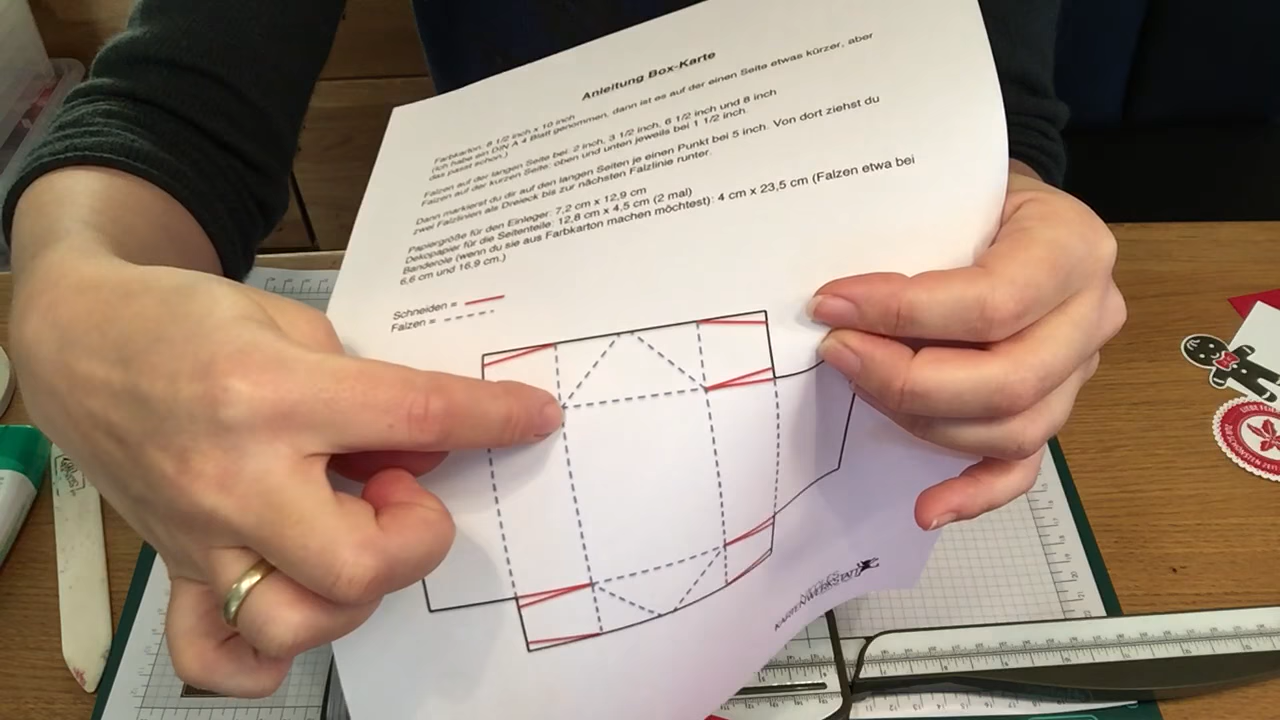 Anleitung Box-Karte
Farbkarton: 8 1/2 inch x 10 inch
(Ich habe ein DIN A 4 Blatt genommen, dann ist es auf der einen Seite etwas kürzer, aber
das passt schon.)
Falzen auf der langen Seite bei: 2 inch, 3 1/2 inch, 6 1/2 inch und 8 inch
Falzen auf der kurzen Seite: oben und unten jeweils bei 1 1/2 inch.
Dann markierst du dir auf den langen Seiten je einen Punkt bei 5 inch. Von dort ziehst du
zwei Falzlinien als Dreieck bis zur nächsten Falzlinie runter.
Papiergröße für den Einleger: 7,2 cm x 12,9 cm
Dekopapier für die Seitenteile: 12,8 cm x 4,5 cm (2 mal)
Banderole (wenn du sie aus Farbkarton machen möchtest): 4 cm x 23,5 cm (Falzen etwa bei
6,6 cm und 16,9 cm.)
Schneiden =
Falzen =
KARTENWERKSTATT